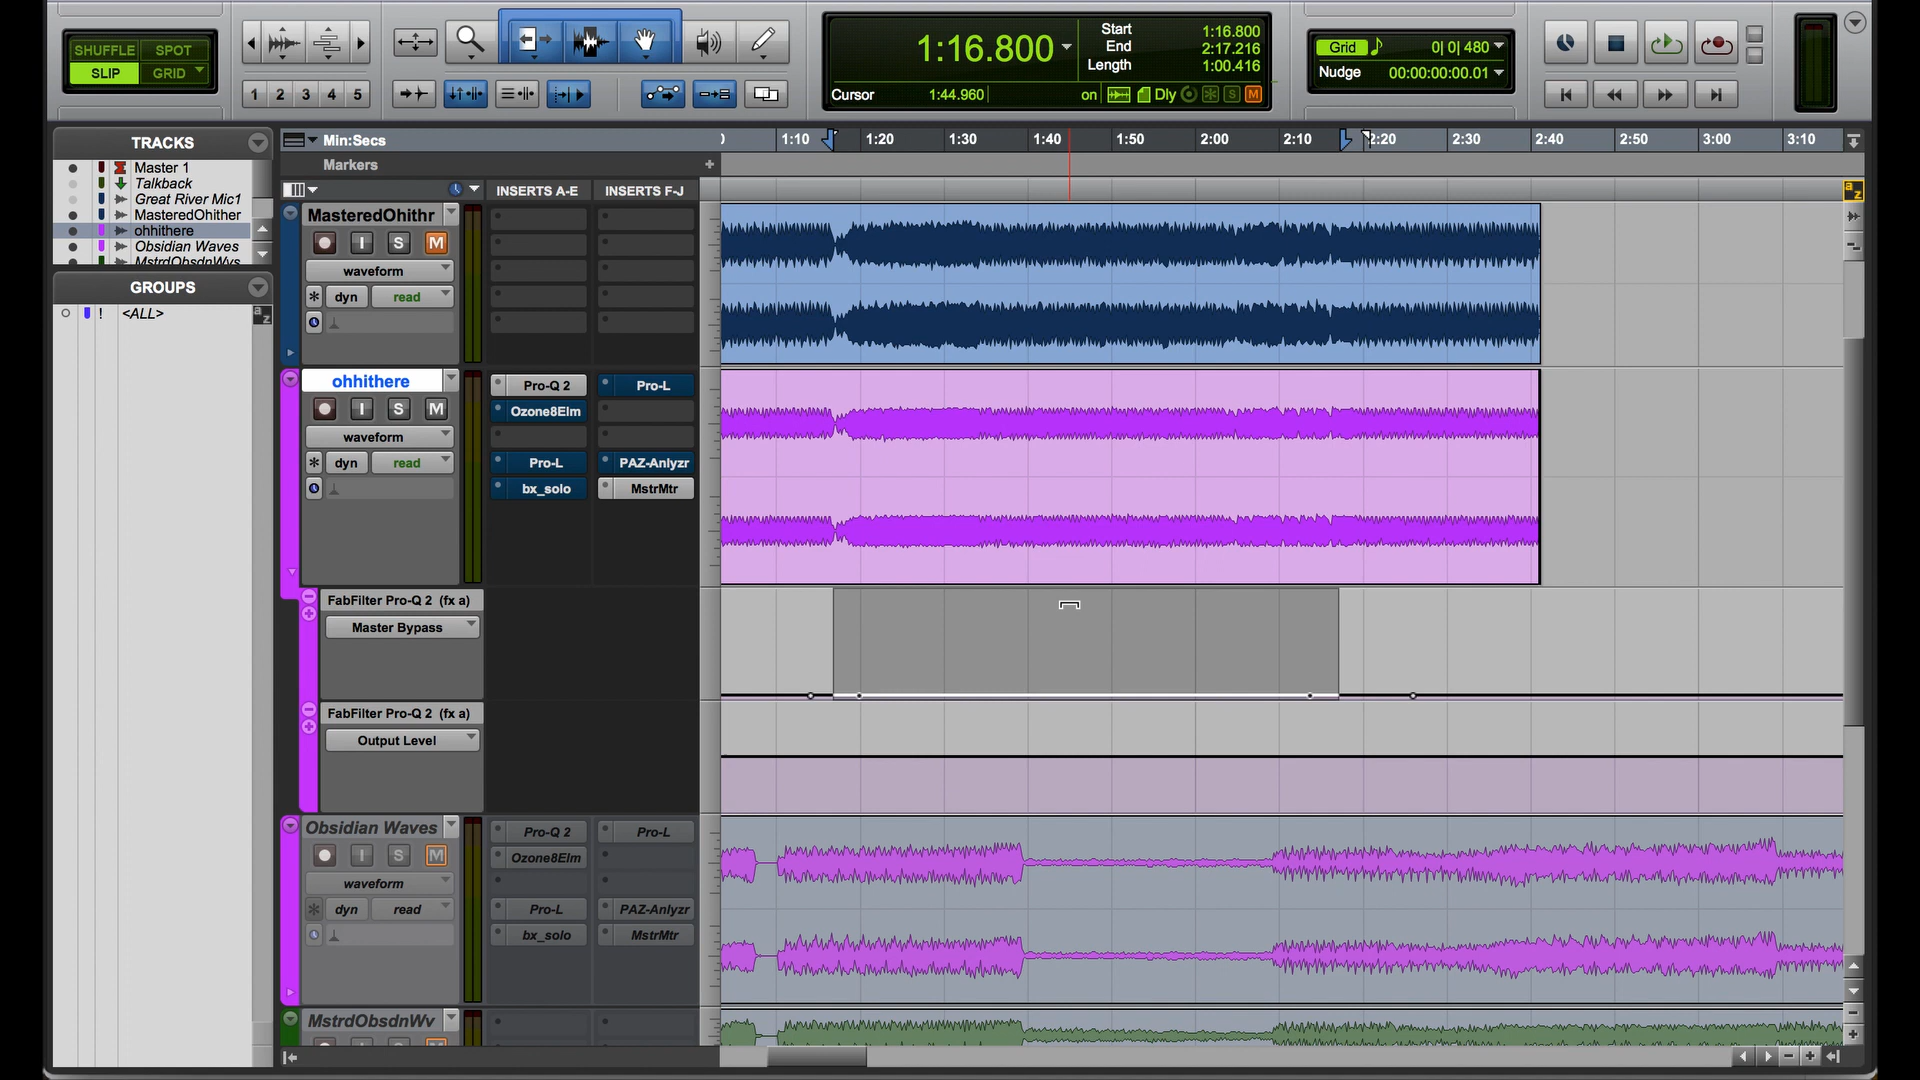 SHUFFLE SPOT
SLIP GRID
1 2 3 4 5
1:16.800
Start 1:16.800
End 2:17.216
Length 1:00.416
Cursor 1:44.960
on Dly S M
Grid 0| 0| 480
Nudge 00:00:00:00.01
TRACKS
Master 1
Talkback
Great River Mic1
MasteredOhither
ohhithere
Obsidian Waves
MstrdObsdnWvs
GROUPS
! <ALL>
a z
Min:Secs
1:10 1:20 1:30 1:40 1:50 2:00 2:10 2:20 2:30 2:40 2:50 3:00 3:10
Markers
INSERTS A-E INSERTS F-J
a z
MasteredOhithr
I S M
waveform
dyn read
ohhithere
I S M
waveform
dyn read
Pro-Q 2 Pro-L
Ozone8Elm
Pro-L PAZ-Anlyzr
bx_solo MstrMtr
FabFilter Pro-Q 2 (fx a)
Master Bypass
FabFilter Pro-Q 2 (fx a)
Output Level
Obsidian Waves
I S M
waveform
dyn read
Pro-Q 2 Pro-L
Ozone8Elm
Pro-L PAZ-Anlyzr
bx_solo MstrMtr
MstrdObsdnWv